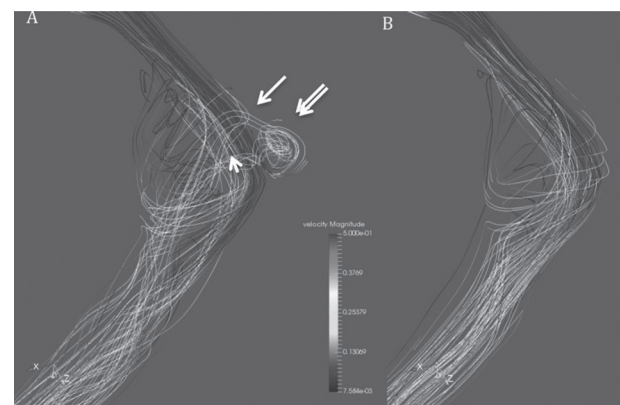 A
B
velocity Magnitude
5.000e-01
0.3769
0.25379
0.13069
7.584e-03
X
Z
X
Z